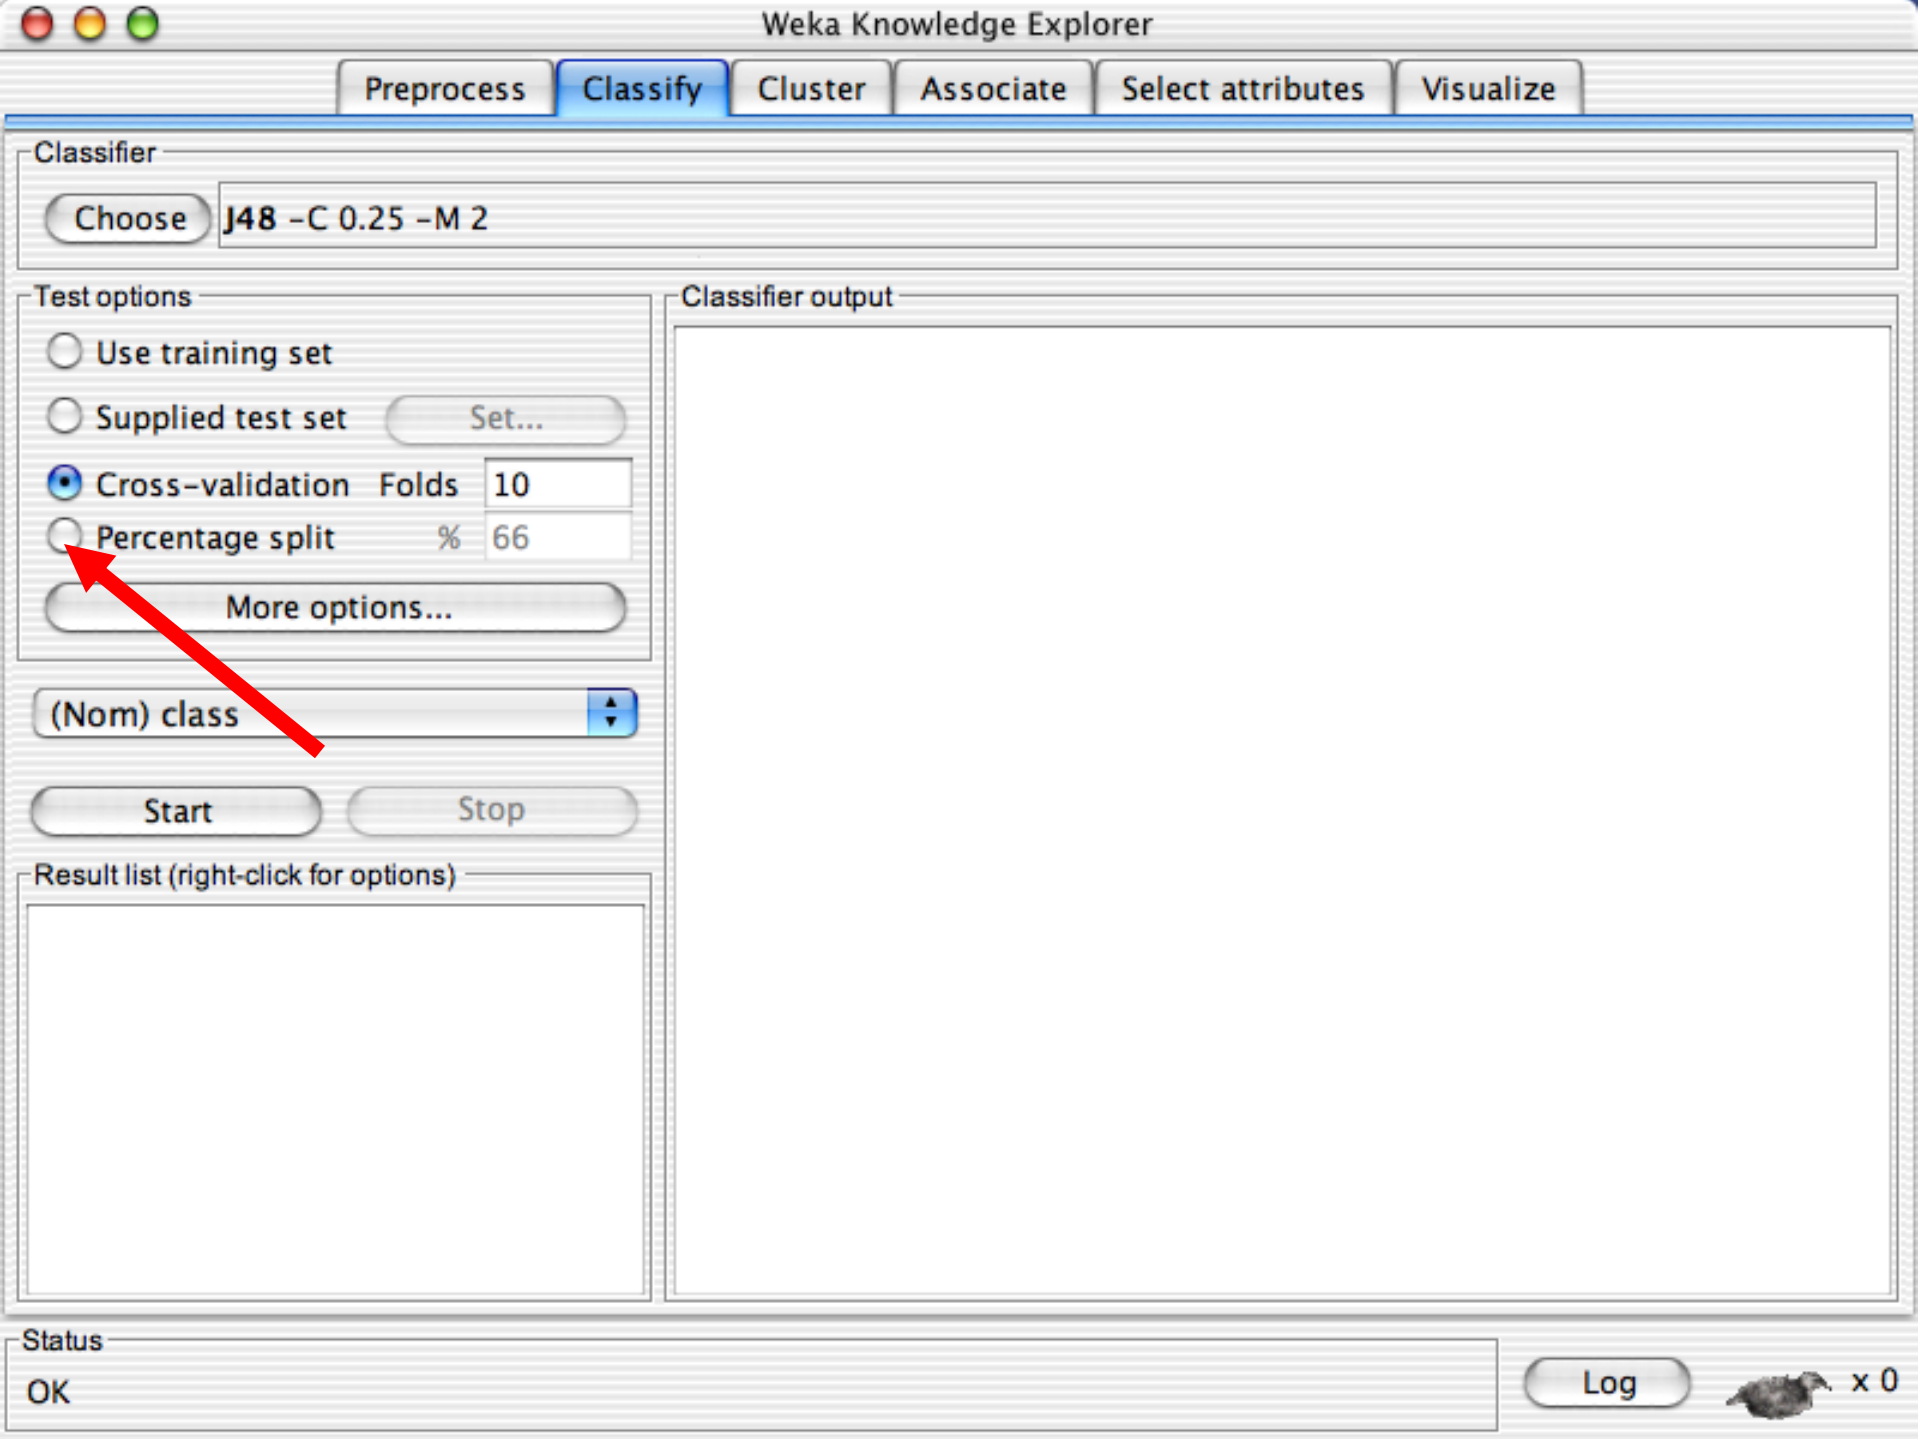 Weka Knowledge Explorer
Preprocess Classify Cluster Associate Select attributes Visualize
Classifier
Choose J48 -C 0.25 -M 2
Test options
Use training set
Supplied test set Set...
Cross-validation Folds 10
Percentage split % 66
More options...
(Nom) class
Start Stop
Result list (right-click for options)
Classifier output
Status
OK
Log x 0